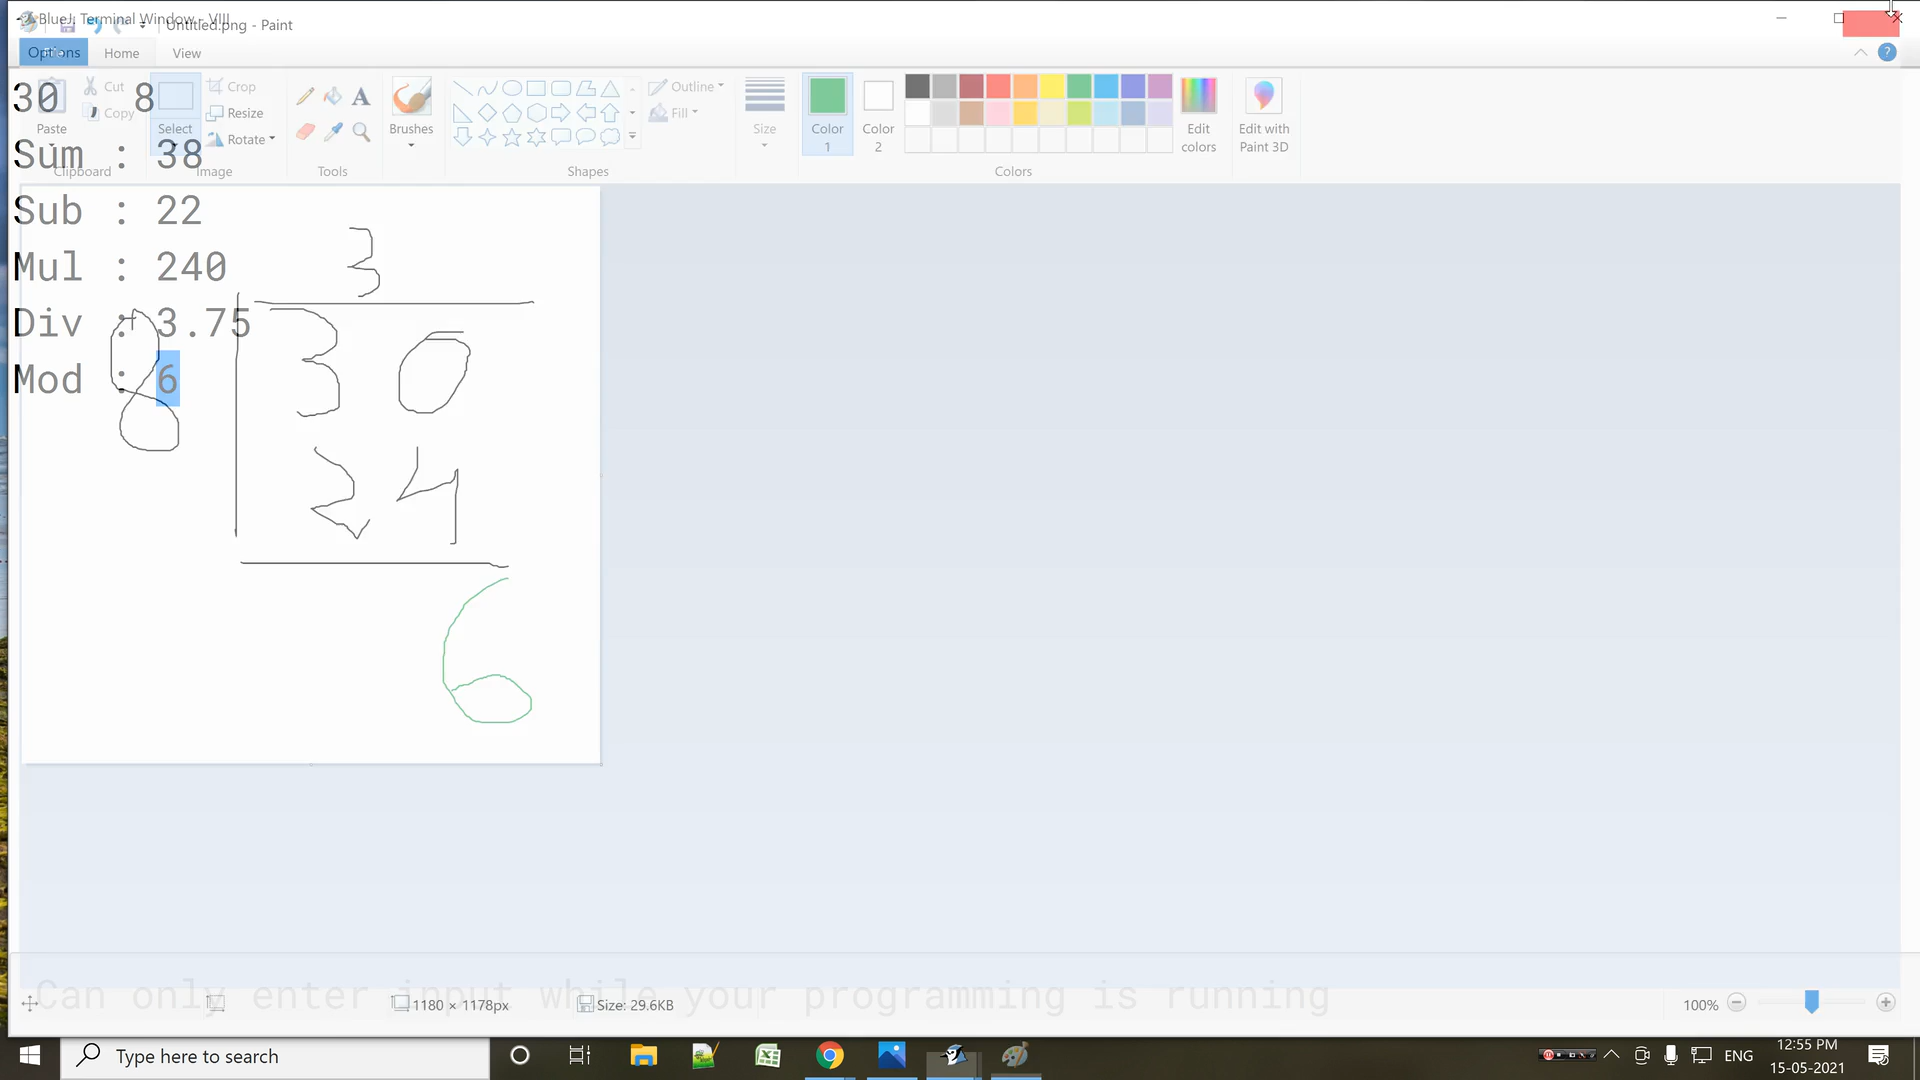 BlueJ: Terminal Window - VIII
Untitled.png - Paint
Options
Home
View
30 8
Sum : 38
Sub : 22
Mul : 240
Div : 3.75
Mod : 6
Paste
Cut
Copy
Clipboard
Select
Crop
Resize
Rotate
Image
Tools
Brushes
Shapes
Outline
Fill
Size
Color
1
Color
2
Edit
colors
Edit with
Paint 3D
Colors
3
8
3 0
2 4
6
Can only enter input while your programming is running
1180 × 1178px
Size: 29.6KB
100%
Type here to search
ENG
12:55 PM
15-05-2021